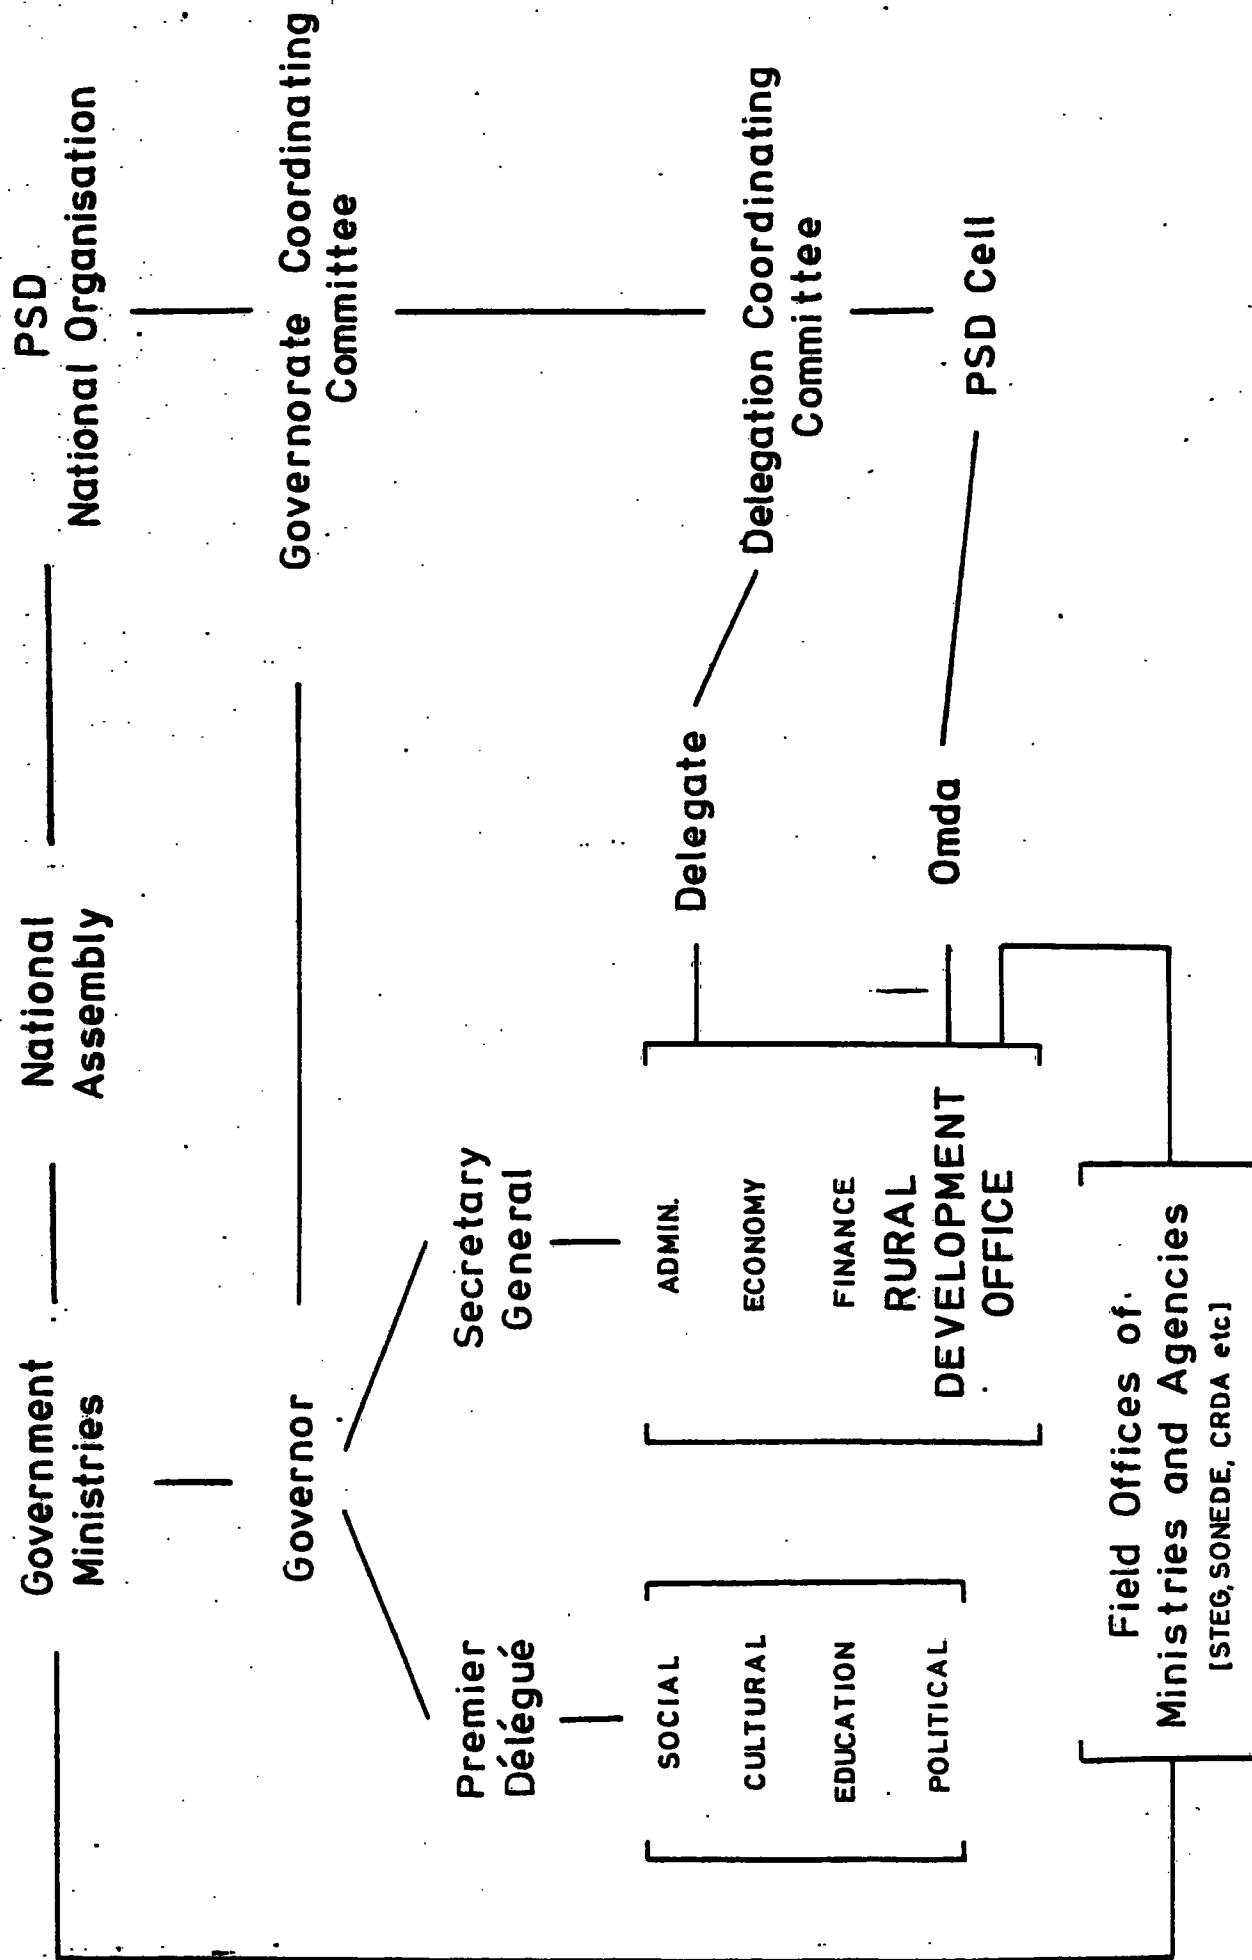 Government
Ministries
National
Assembly
PSD
National Organisation
Governor
Governorate Coordinating
Committee
Premier
Délégué
Secretary
General
SOCIAL
CULTURAL
EDUCATION
POLITICAL
ADMIN.
ECONOMY
FINANCE
RURAL
DEVELOPMENT
OFFICE
Delegate
Delegation Coordinating
Committee
Omda
PSD Cell
Field Offices of
Ministries and Agencies
[STEG, SONEDE, CRDA etc]